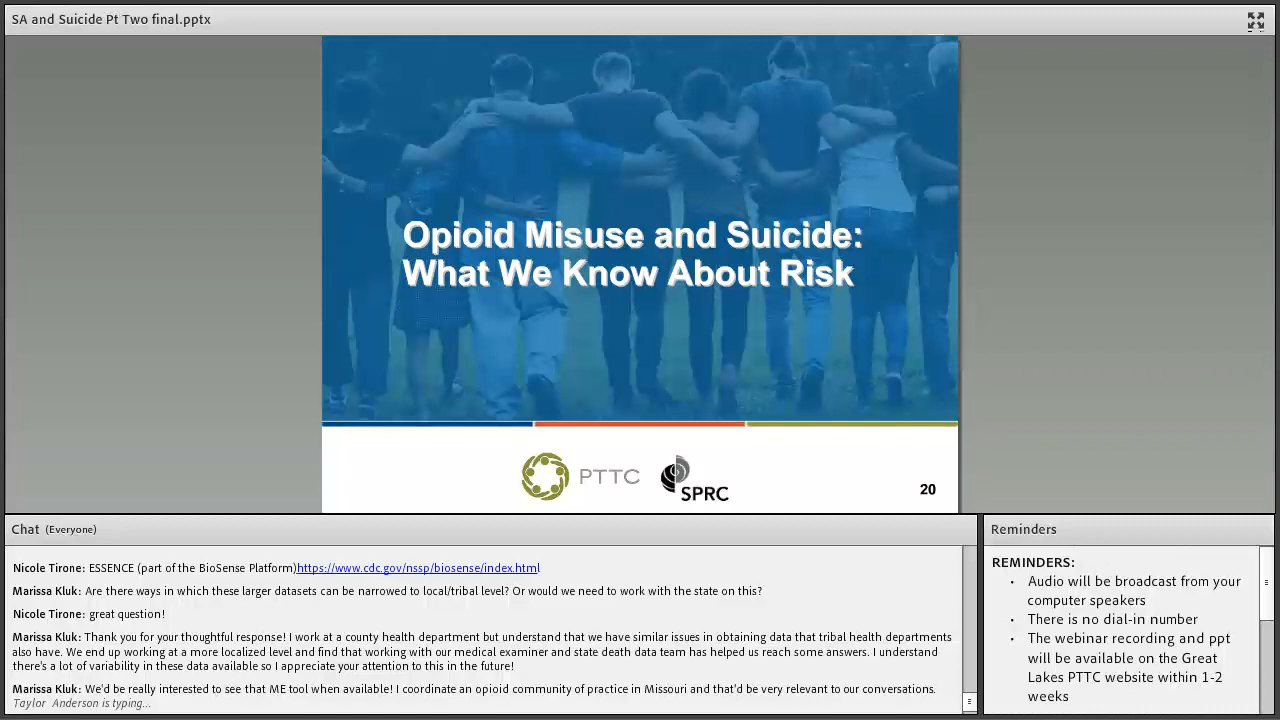 SA and Suicide Pt Two final.pptx
Opioid Misuse and Suicide:
What We Know About Risk
PTTC
SPRC
20
Chat (Everyone)
Nicole Tirone: ESSENCE (part of the BioSense Platform)https://www.cdc.gov/nssp/biosense/index.html
Marissa Kluk: Are there ways in which these larger datasets can be narrowed to local/tribal level? Or would we need to work with the state on this?
Nicole Tirone: great question!
Marissa Kluk: Thank you for your thoughtful response! I work at a county health department but understand that we have similar issues in obtaining data that tribal health departments
also have. We end up working at a more localized level and find that working with our medical examiner and state death data team has helped us reach some answers. I understand
there's a lot of variability in these data available so I appreciate your attention to this in the future!
Marissa Kluk: We'd be really interested to see that ME tool when available! I coordinate an opioid community of practice in Missouri and that'd be very relevant to our conversations.
Taylor Anderson is typing...
Reminders
REMINDERS:
• Audio will be broadcast from your
computer speakers
• There is no dial-in number
• The webinar recording and ppt
will be available on the Great
Lakes PTTC website within 1-2
weeks